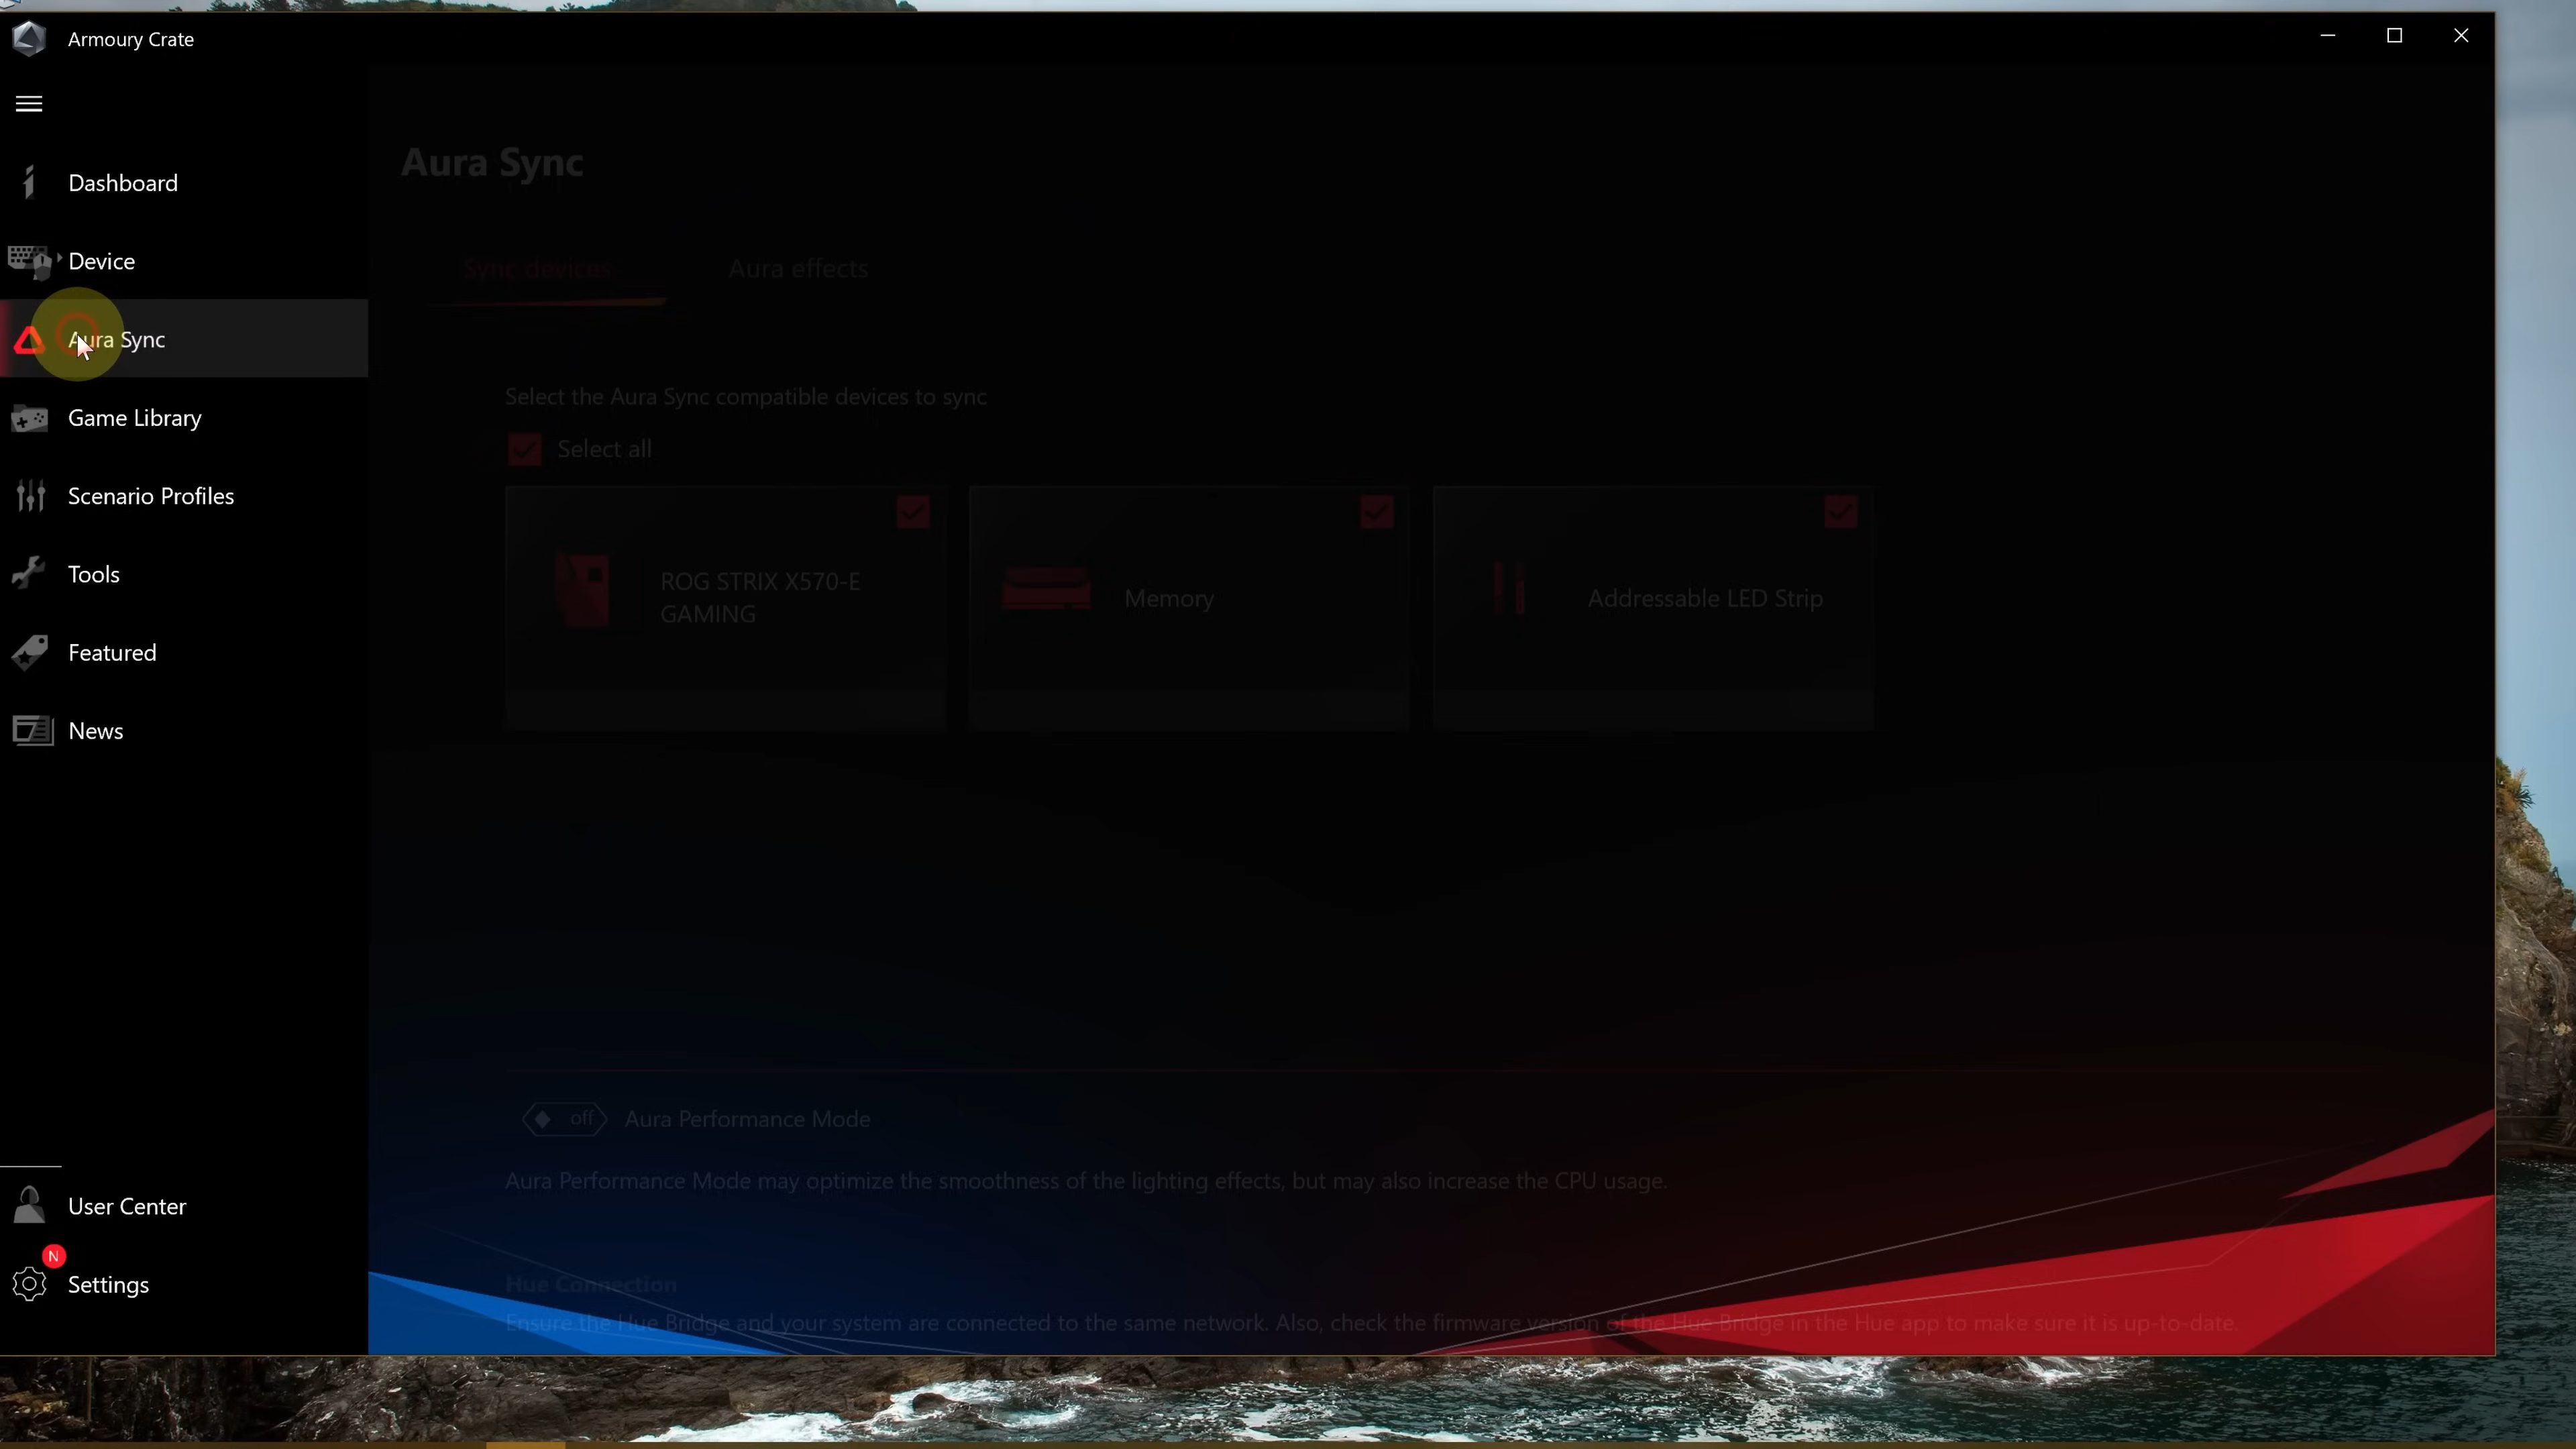 Armoury Crate
Dashboard
Device
Aura Sync
Game Library
Scenario Profiles
Tools
Featured
News
User Center
N
Settings
Aura Sync
Sync devices
Aura effects
Select the Aura Sync compatible devices to sync
Select all
ROG STRIX X570-E
GAMING
Memory
Addressable LED Strip
off
Aura Performance Mode
Aura Performance Mode may optimize the smoothness of the lighting effects, but may also increase the CPU usage.
Hue Connection
Ensure the Hue Bridge and your system are connected to the same network. Also, check the firmware version of the Hue Bridge in the Hue app to make sure it is up-to-date.